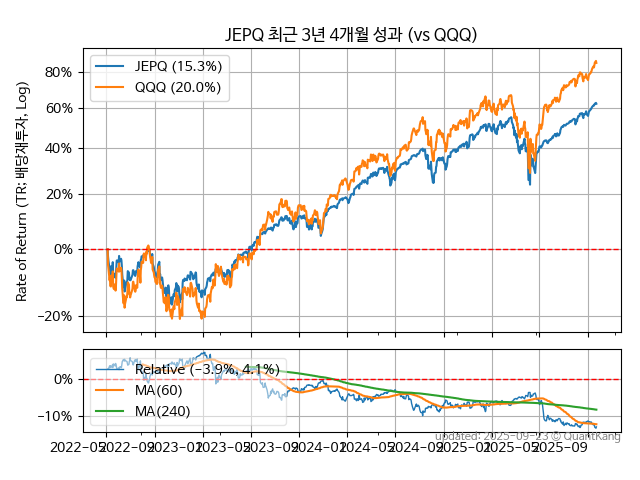 JEPQ 최근 3년 4개월 성과 (vs QQQ)
Rate of Return (TR: 배당재투자, Log)
JEPQ (15.3%)
QQQ (20.0%)
80%
60%
40%
20%
0%
−20%
Relative (−3.9%, 4.1%)
MA(60)
MA(240)
0%
−10%
updated: 2025-09-23 © QuantKang
2022-05
2022-09
2023-01
2023-05
2023-09
2024-01
2024-05
2024-09
2025-01
2025-05
2025-09